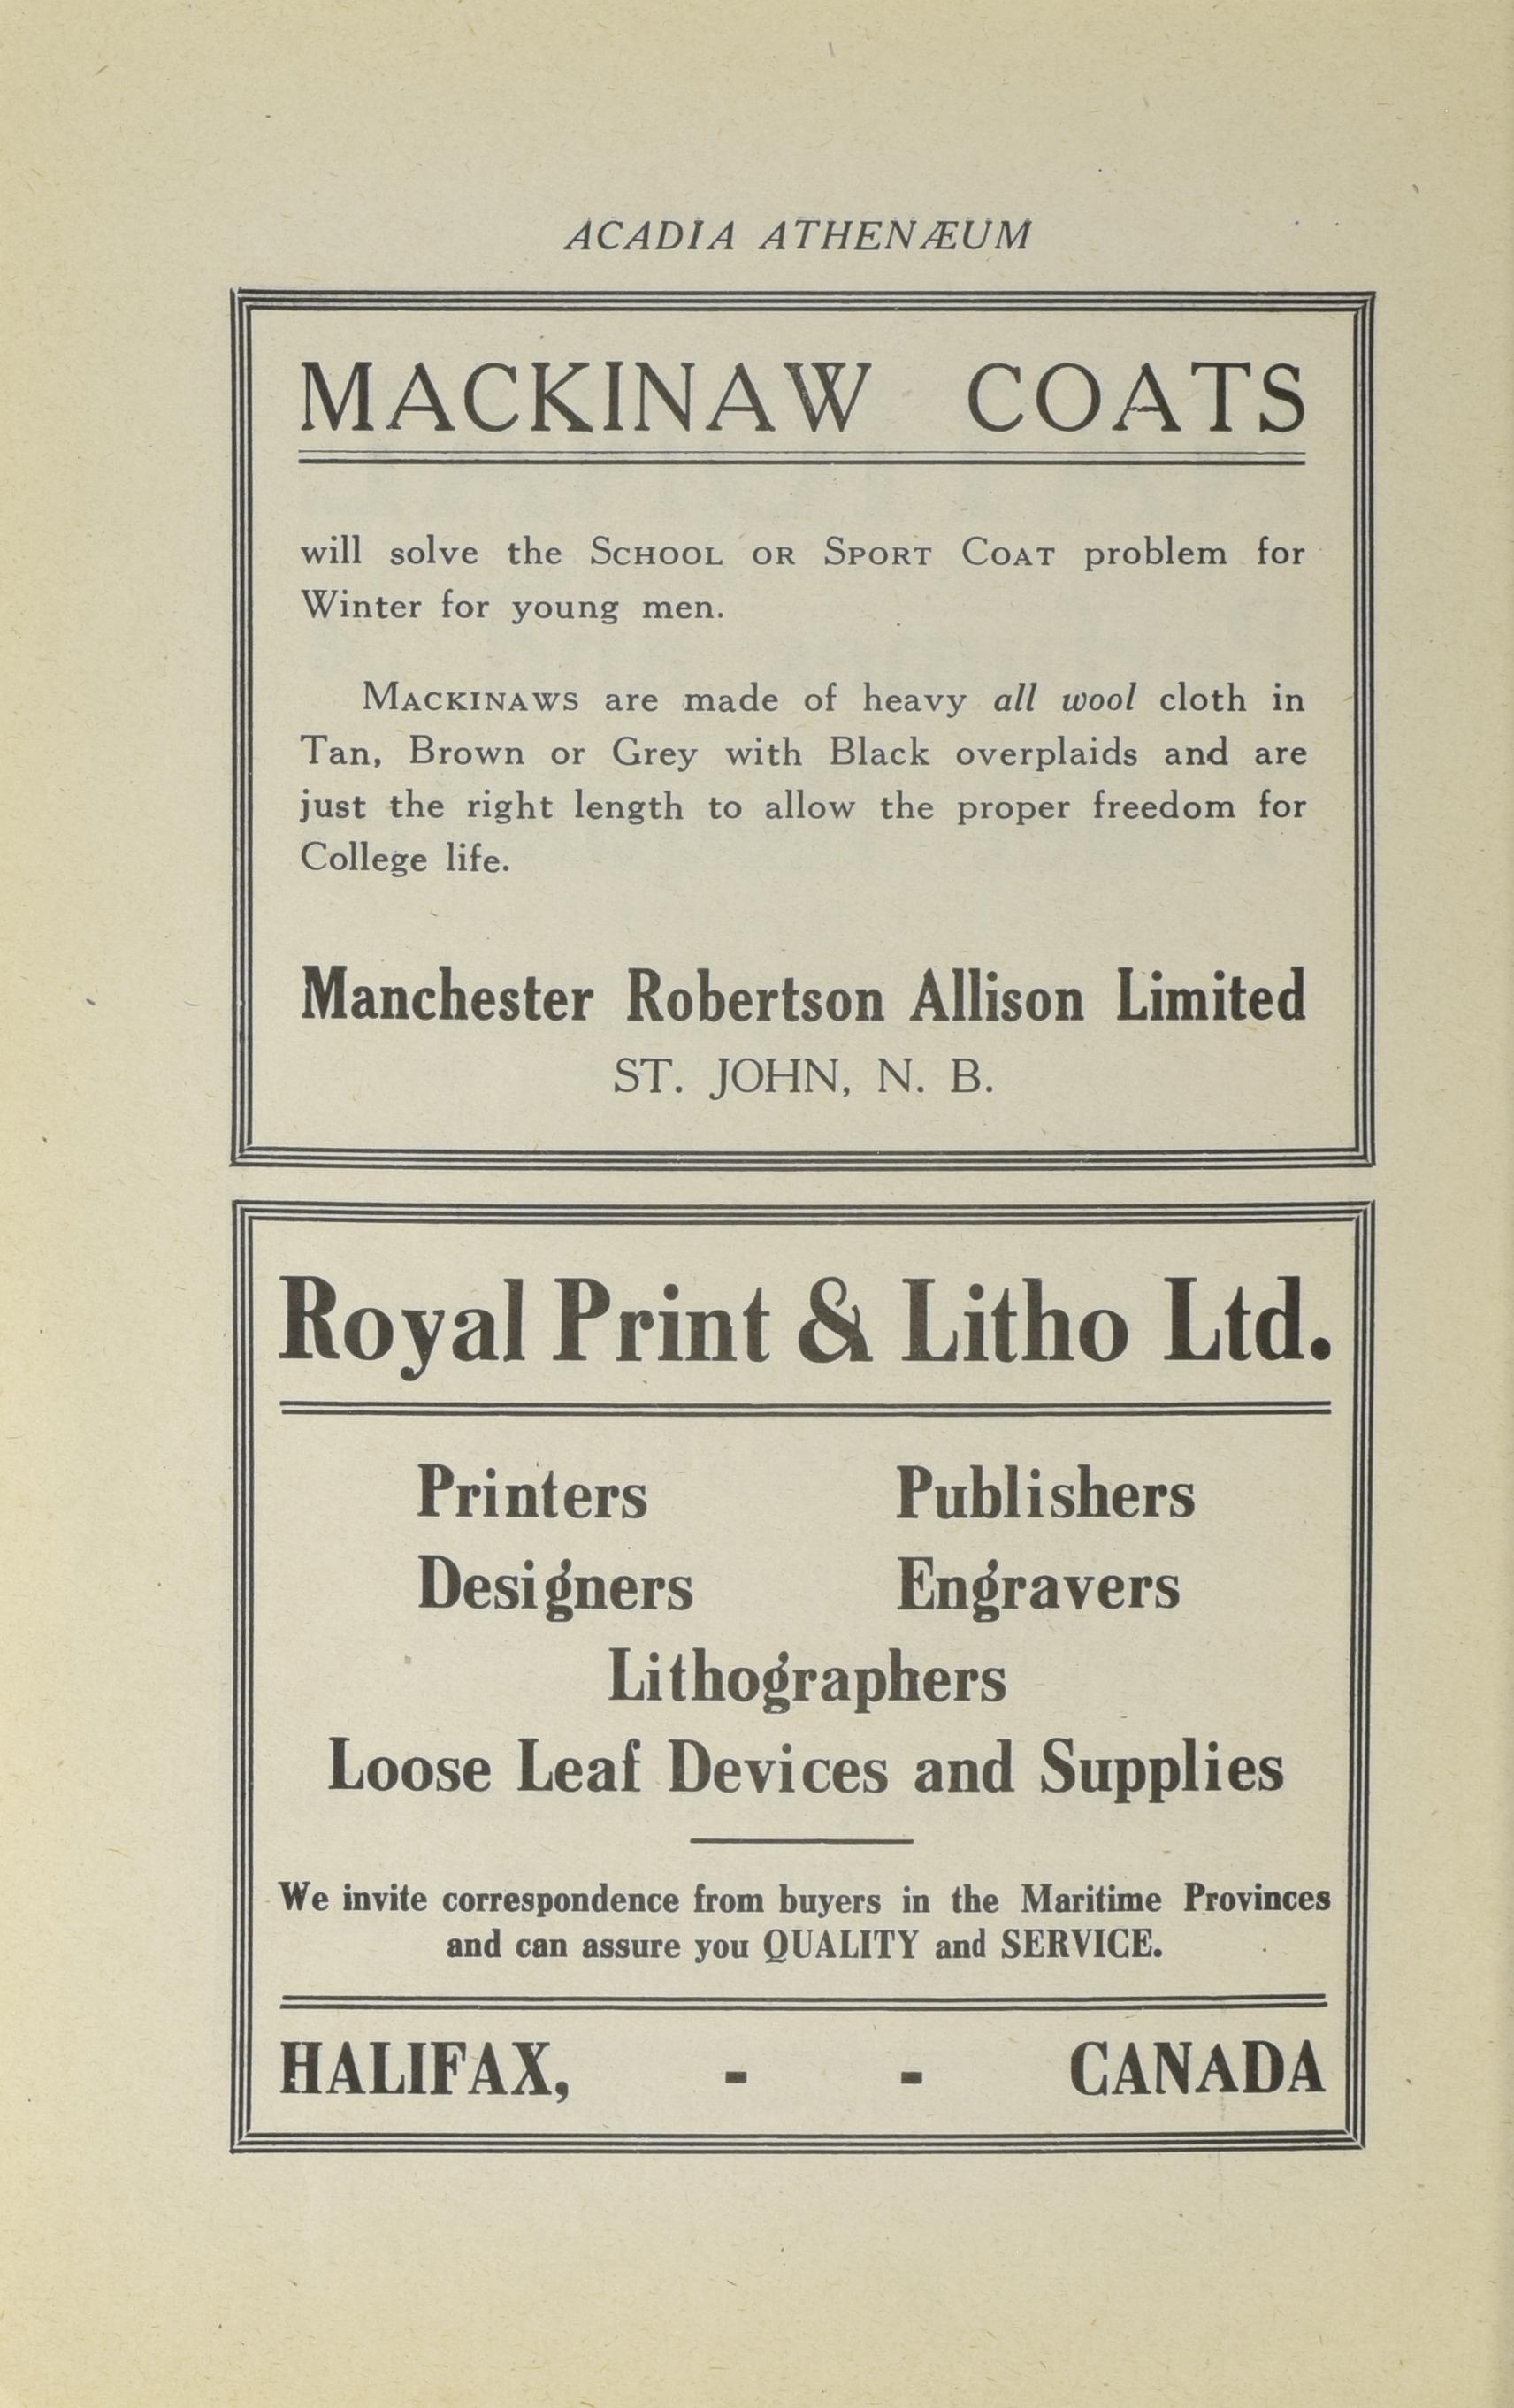 ACADIA ATHENÆUM
MACKINAW COATS
will solve the SCHOOL OR SPORT COAT problem for
Winter for young men.
MACKINAWS are made of heavy all wool cloth in
Tan, Brown or Grey with Black overplaids and are
just the right length to allow the proper freedom for
College life.
Manchester Robertson Allison Limited
ST. JOHN, N. B.
Royal Print & Litho Ltd.
Printers Publishers
Designers Engravers
Lithographers
Loose Leaf Devices and Supplies
We invite correspondence from buyers in the Maritime Provinces
and can assure you QUALITY and SERVICE.
HALIFAX, - - CANADA